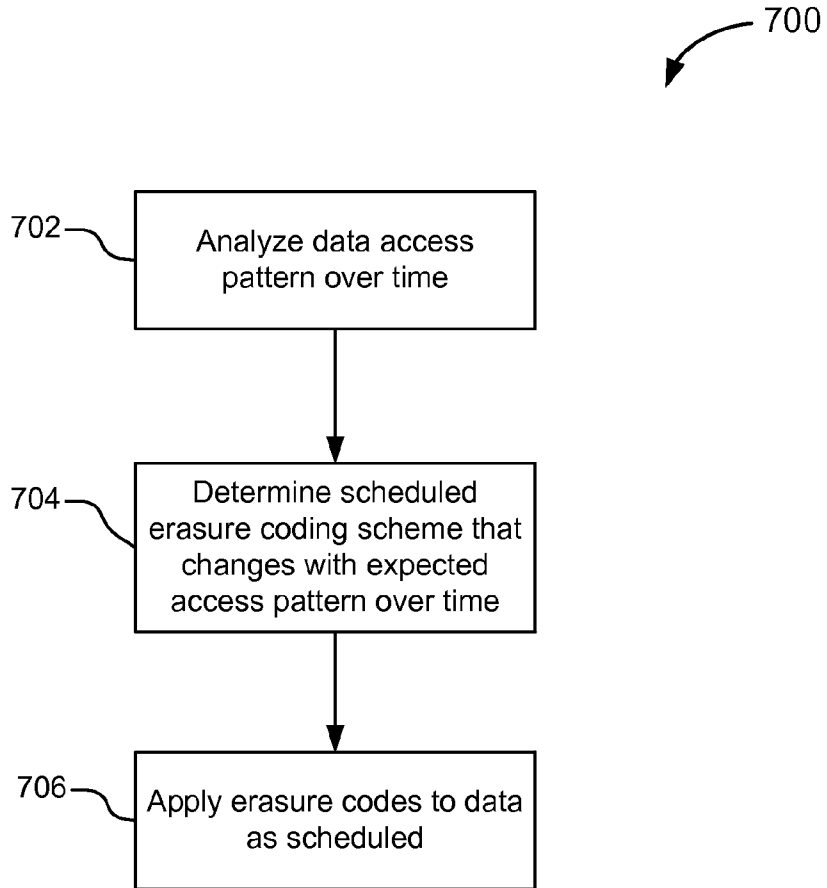 700
702
Analyze data access
pattern over time
704
Determine scheduled
erasure coding scheme that
changes with expected
access pattern over time
706
Apply erasure codes to data
as scheduled